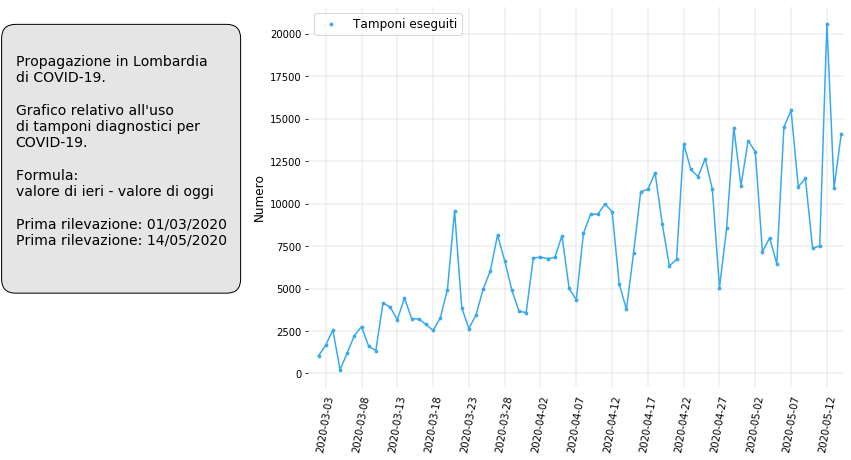 Propagazione in Lombardia
di COVID-19.
Grafico relativo all'uso
di tamponi diagnostici per
COVID-19.
Formula:
valore di ieri - valore di oggi
Prima rilevazione: 01/03/2020
Prima rilevazione: 14/05/2020
Tamponi eseguiti
Numero
20000
17500
15000
12500
10000
7500
5000
2500
0
2020-03-03
2020-03-08
2020-03-13
2020-03-18
2020-03-23
2020-03-28
2020-04-02
2020-04-07
2020-04-12
2020-04-17
2020-04-22
2020-04-27
2020-05-02
2020-05-07
2020-05-12